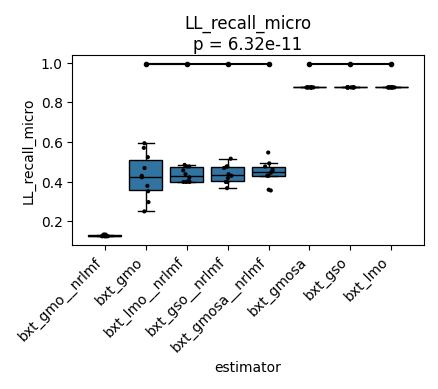 LL_recall_micro
p = 6.32e-11
LL_recall_micro
1.0
0.8
0.6
0.4
0.2
bxt_gmo__nrlmf
bxt_gmo
bxt_lmo__nrlmf
bxt_gso__nrlmf
bxt_gmosa__nrlmf
bxt_gmosa
bxt_gso
bxt_lmo
estimator